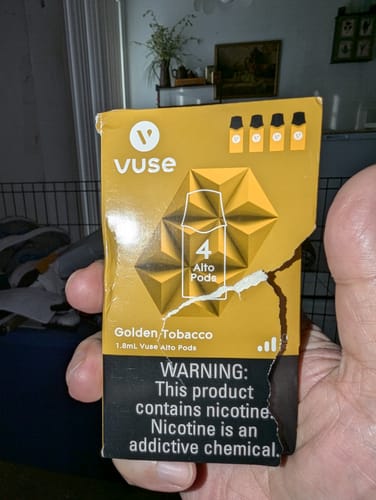 V
VUSE
4
Alto
Pods
Golden Tobacco
1.8mL Vuse Alto Pods
WARNING:
This product
contains nicotine.
Nicotine is an
addictive chemical.